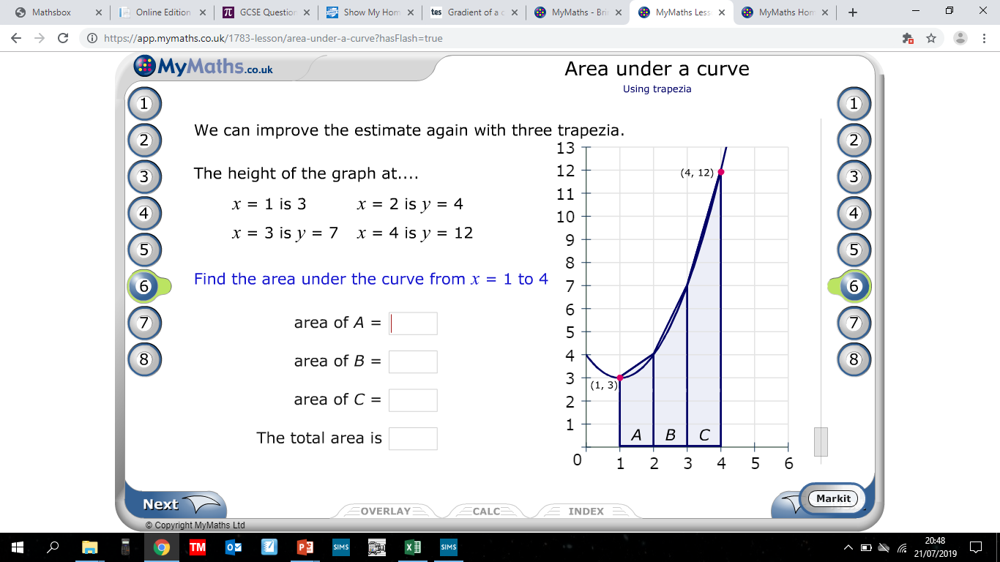 Mathsbox
Online Edition
GCSE Question
Show My Hom
tes Gradient of a c
MyMaths - Bri
MyMaths Less
MyMaths Hom
https://app.mymaths.co.uk/1783-lesson/area-under-a-curve?hasFlash=true
MyMaths.co.uk
Area under a curve
Using trapezia
1
2
3
4
5
6
7
8
We can improve the estimate again with three trapezia.
The height of the graph at....
x = 1 is 3 x = 2 is y = 4
x = 3 is y = 7 x = 4 is y = 12
Find the area under the curve from x = 1 to 4
area of A =
area of B =
area of C =
The total area is
13
12
11
10
9
8
7
6
5
4
3
2
1
(4, 12)
(1, 3)
A B C
0 1 2 3 4 5 6
1
2
3
4
5
6
7
8
Next
OVERLAY CALC INDEX
Markit
© Copyright MyMaths Ltd
TM
SIMS
SIMS
20:48
21/07/2019